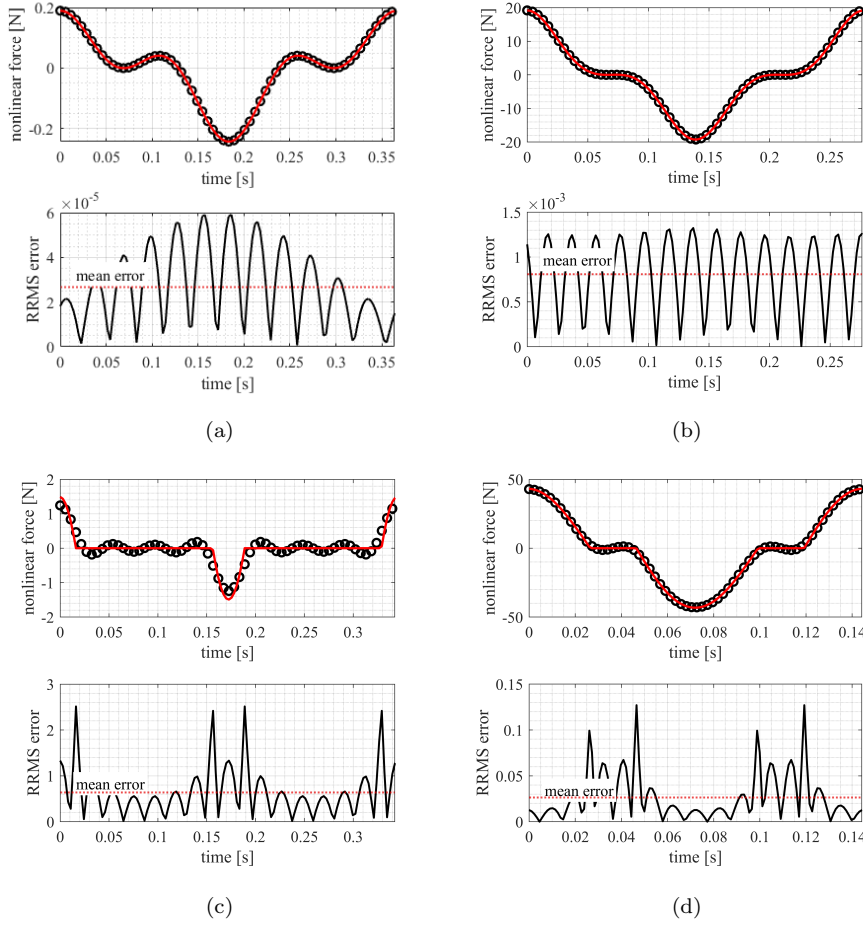 nonlinear force [N]
0.2
0
-0.2
0 0.05 0.1 0.15 0.2 0.25 0.3 0.35
time [s]
×10-5
RRMS error
6
4
2
0
mean error
0 0.05 0.1 0.15 0.2 0.25 0.3 0.35
time [s]
(a)
nonlinear force [N]
20
10
0
-10
-20
0 0.05 0.1 0.15 0.2 0.25
time [s]
×10-3
RRMS error
1.5
1
0.5
0
mean error
0 0.05 0.1 0.15 0.2 0.25
time [s]
(b)
nonlinear force [N]
2
1
0
-1
-2
0 0.05 0.1 0.15 0.2 0.25 0.3
time [s]
RRMS error
3
2
1
0
mean error
0 0.05 0.1 0.15 0.2 0.25 0.3
time [s]
(c)
nonlinear force [N]
50
0
-50
0 0.02 0.04 0.06 0.08 0.1 0.12 0.14
time [s]
RRMS error
0.15
0.1
0.05
0
mean error
0 0.02 0.04 0.06 0.08 0.1 0.12 0.14
time [s]
(d)